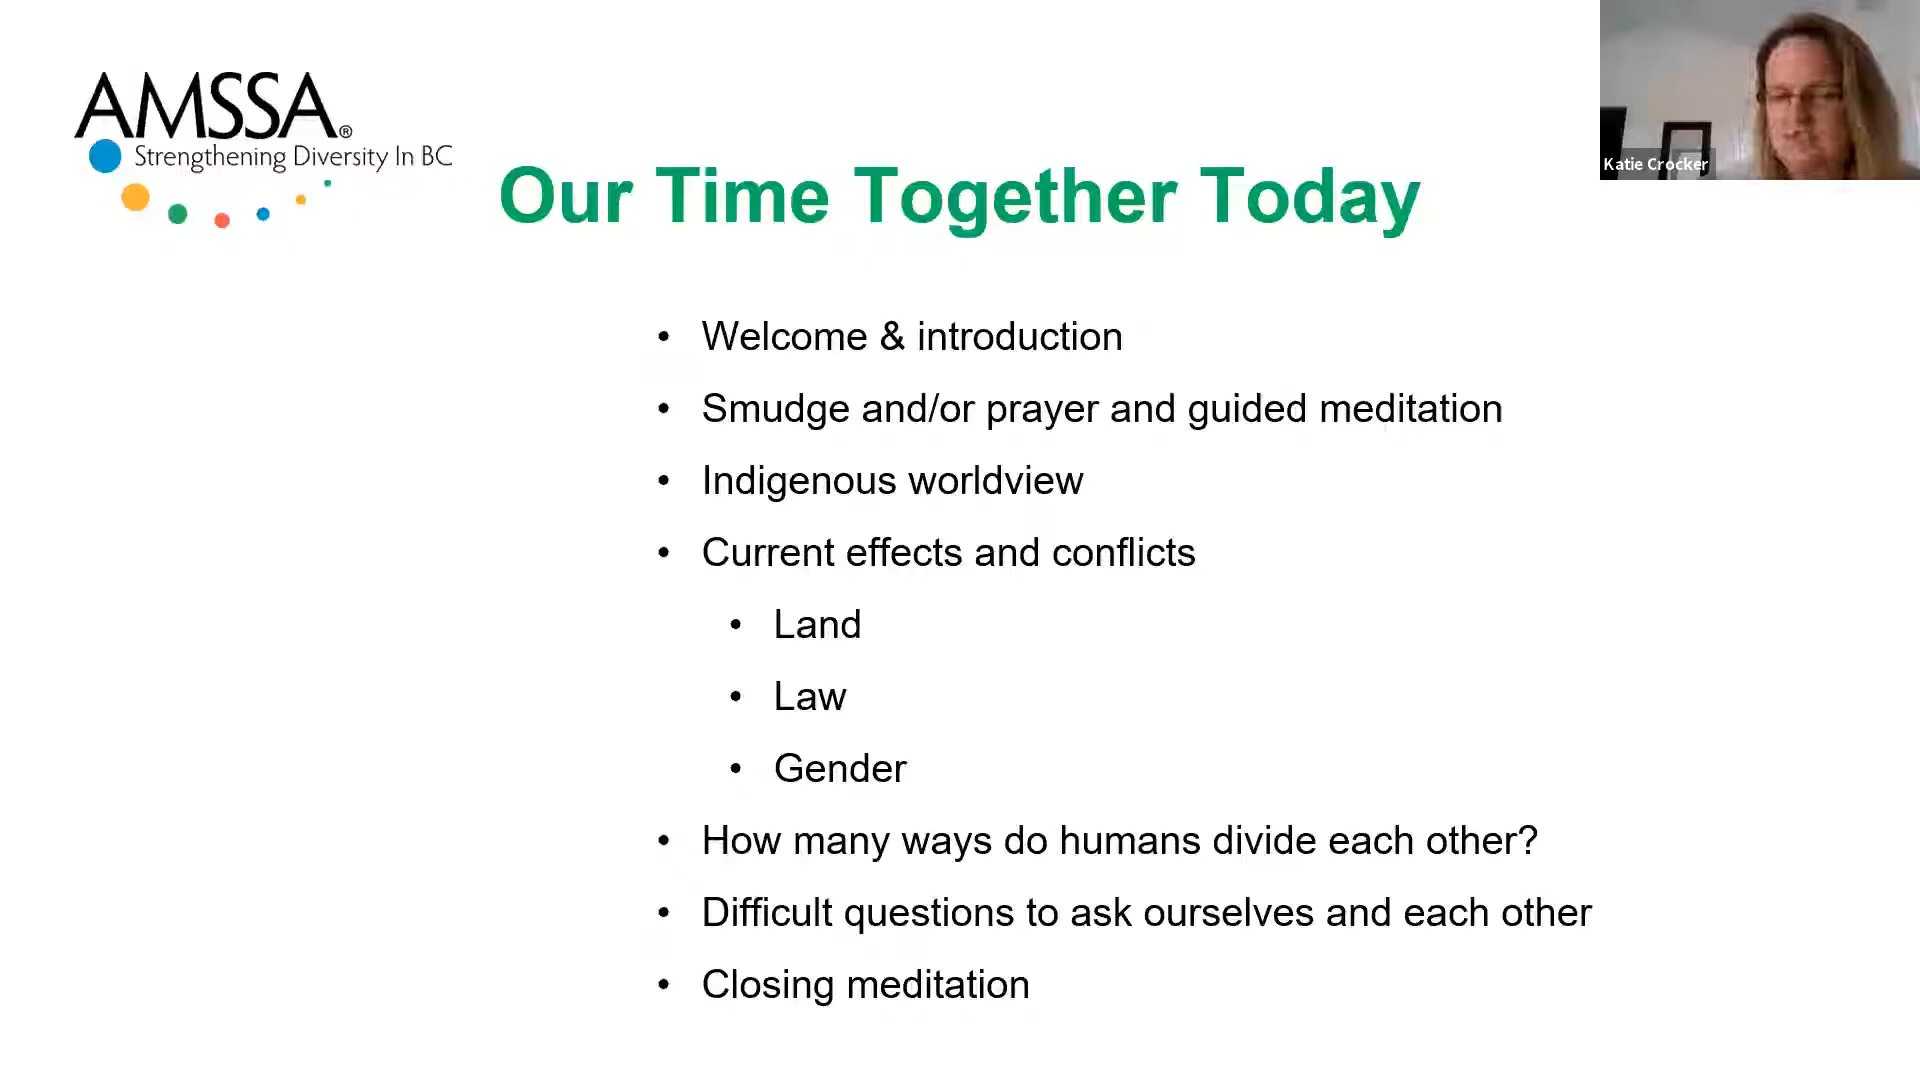 AMSSA®
Strengthening Diversity In BC
Katie Crocker
Our Time Together Today
• Welcome & introduction
• Smudge and/or prayer and guided meditation
• Indigenous worldview
• Current effects and conflicts
• Land
• Law
• Gender
• How many ways do humans divide each other?
• Difficult questions to ask ourselves and each other
• Closing meditation